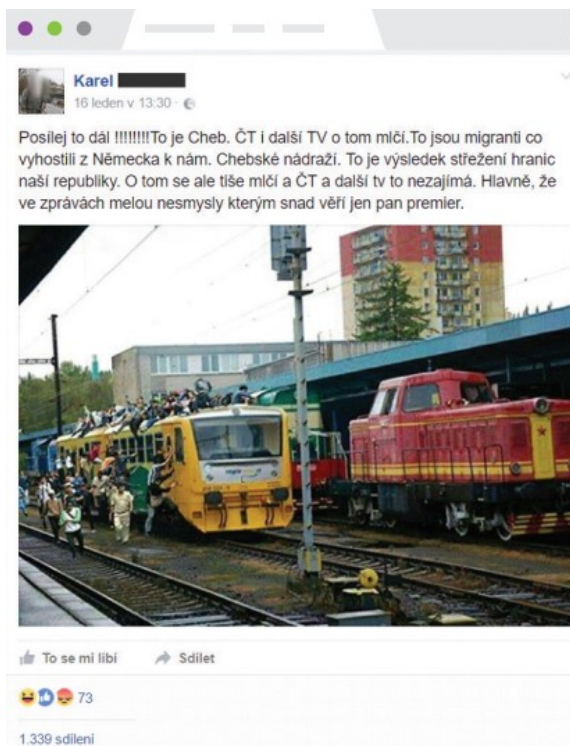 Karel
16 leden v 13:30 ·
Posílej to dál !!!!!!!!To je Cheb. ČT i další TV o tom mlčí.To jsou migranti co
vyhostili z Německa k nám. Chebské nádraží. To je výsledek střežení hranic
naší republiky. O tom se ale tiše mlčí a ČT a další tv to nezajímá. Hlavně, že
ve zprávách melou nesmysly kterým snad věří jen pan premier.
To se mi líbí
Sdílet
73
1.339 sdílení